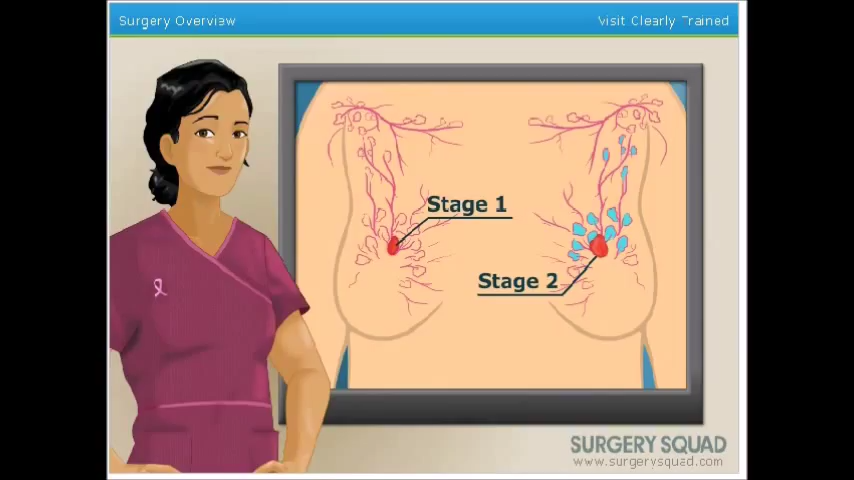 Surgery Overview
Visit Clearly Trained
Stage 1
Stage 2
SURGERY SQUAD
www.surgerysquad.com